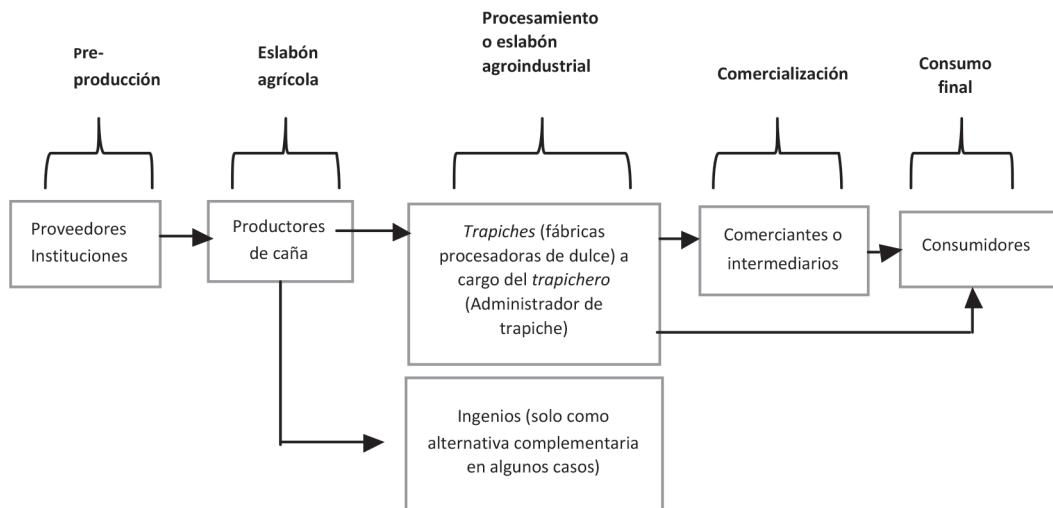 Pre-
producción
Eslabón
agrícola
Procesamiento
o eslabón
agroindustrial
Comercialización
Consumo
final
Proveedores
Instituciones
Productores
de caña
Trapiches (fábricas
procesadoras de dulce) a
cargo del trapichero
(Administrador de
trapiche)
Comerciantes o
intermediarios
Consumidores
Ingenios (solo como
alternativa complementaria
en algunos casos)